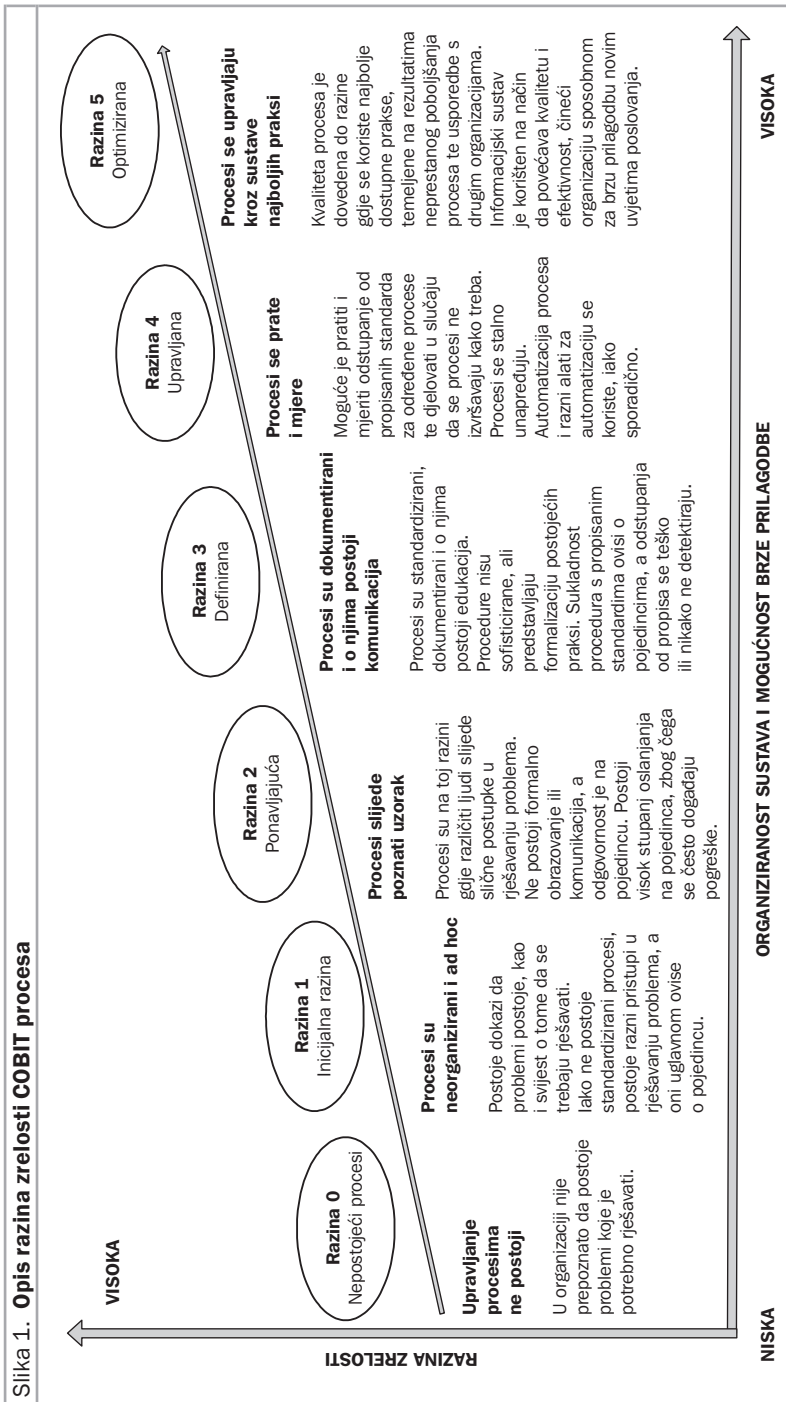 Slika 1. Opis razina zrelosti COBIT procesa
VISOKA
RAZINA ZRELOSTI
Razina 0
Nepostojeći procesi
Upravljanje
procesima
ne postoji
U organizaciji nije
prepoznato da postoje
problemi koje je
potrebno rješavati.
Razina 1
Inicijalna razina
Procesi su
neorganizirani i ad hoc
Postoje dokazi da
problemi postoje, kao
i svijest o tome da se
trebaju rješavati.
Iako ne postoje
standardizirani procesi,
postoje razni pristupi u
rješavanju problema, a
oni uglavnom ovise
o pojedincu.
Razina 2
Ponavljajuća
Procesi slijede
poznati uzorak
Procesi su na toj razini
gdje različiti ljudi slijede
slične postupke u
rješavanju problema.
Ne postoji formalno
obrazovanje ili
komunikacija, a
odgovornost je na
pojedincu. Postoji
visok stupanj oslanjanja
na pojedinca, zbog čega
se često događaju
pogreške.
Razina 3
Definirana
Procesi su dokumentirani
i o njima postoji
komunikacija
Procesi su standardizirani,
dokumentirani i o njima
postoji edukacija.
Procedure nisu
sofisticirane, ali
predstavljaju
formalizaciju postojećih
praksi. Sukladnost
procedura s propisanim
standardima ovisi o
pojedincima, a odstupanja
od propisa se teško
ili nikako ne detektiraju.
Razina 4
Upravljana
Procesi se prate
i mjere
Moguće je pratiti i
mjeriti odstupanje od
propisanih standarda
za određene procese
te djelovati u slučaju
da se procesi ne
izvršavaju kako treba.
Procesi se stalno
unapređuju.
Automatizacija procesa
i razni alati za
automatizaciju se
koriste, iako
sporadično.
Razina 5
Optimizirana
Procesi se upravljaju
kroz sustave
najboljih praksi
Kvaliteta procesa je
dovedena do razine
gdje se koriste najbolje
dostupne prakse,
temeljene na rezultatima
neprestanog poboljšanja
procesa te usporedbe s
drugim organizacijama.
Informacijski sustav
je korišten na način
da povećava kvalitetu i
efektivnost, čineći
organizaciju sposobnom
za brzu prilagodbu novim
uvjetima poslovanja.
NISKA
ORGANIZIRANOST SUSTAVA I MOGUĆNOST BRZE PRILAGODBE
VISOKA